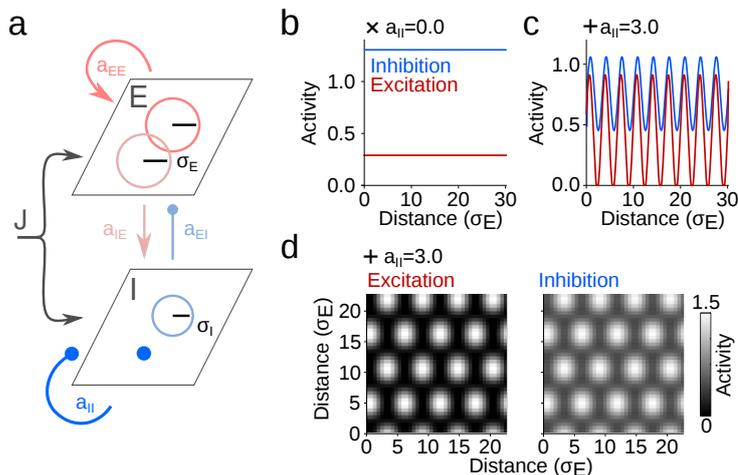 a
a_EE
E
σ_E
J
a_IE
a_EI
I
σ_I
a_II
b
× a_II=0.0
Inhibition
Excitation
Activity
1.0
0.5
0.0
0 10 20 30
Distance (σ_E)
c
+a_II=3.0
Activity
1.0
0.5
0.0
0 10 20 30
Distance (σ_E)
d
+ a_II=3.0
Excitation
Inhibition
Distance (σ_E)
20
15
10
5
0
0 5 10 15 20
0 5 10 15 20
Distance (σ_E)
1.5
0
Activity